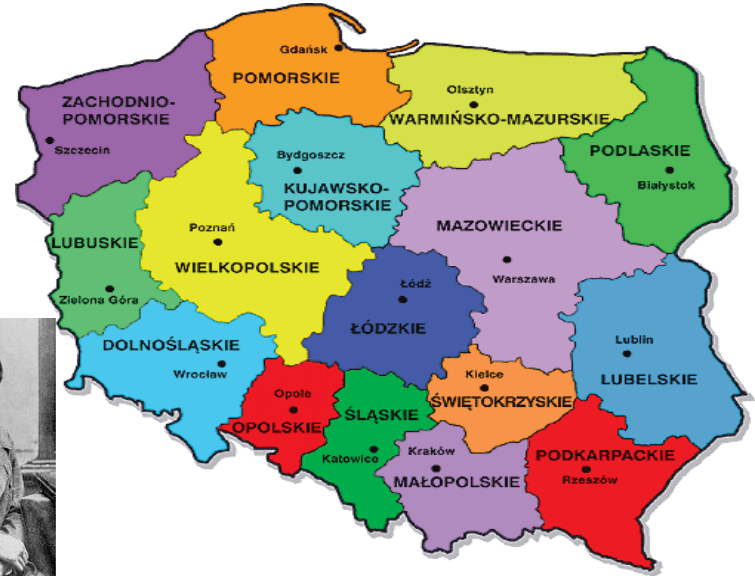 Gdańsk
POMORSKIE
ZACHODNIO-
POMORSKIE
Szczecin
Olsztyn
WARMIŃSKO-MAZURSKIE
PODLASKIE
Białystok
Bydgoszcz
KUJAWSKO-
POMORSKIE
MAZOWIECKIE
Warszawa
LUBUSKIE
Zielona Góra
Poznań
WIELKOPOLSKIE
Łódź
ŁÓDZKIE
DOLNOŚLĄSKIE
Wrocław
Lublin
LUBELSKIE
Opole
OPOLSKIE
ŚLĄSKIE
Katowice
Kielce
ŚWIĘTOKRZYSKIE
Kraków
MAŁOPOLSKIE
PODKARPACKIE
Rzeszów